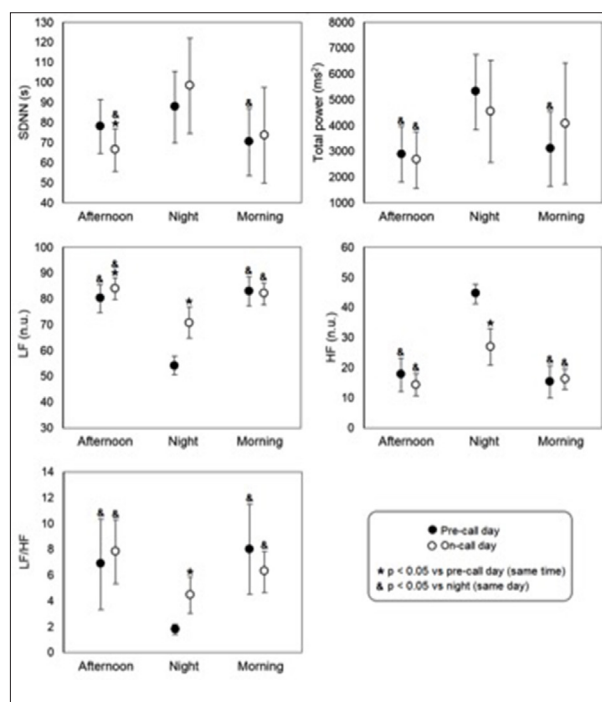 130
120
110
100
90
80
70
60
50
40
SDNN (s)
&
★
&
Afternoon
Night
Morning
8000
7000
6000
5000
4000
3000
2000
1000
Total power (ms²)
&
&
&
Afternoon
Night
Morning
100
90
80
70
60
50
40
30
LF (n.u.)
&
&
★
★
&
&
Afternoon
Night
Morning
60
50
40
30
20
10
0
HF (n.u.)
&
&
★
&
&
Afternoon
Night
Morning
14
12
10
8
6
4
2
0
LF/HF
&
&
★
&
&
Afternoon
Night
Morning
Pre-call day
On-call day
★ p < 0.05 vs pre-call day (same time)
& p < 0.05 vs night (same day)